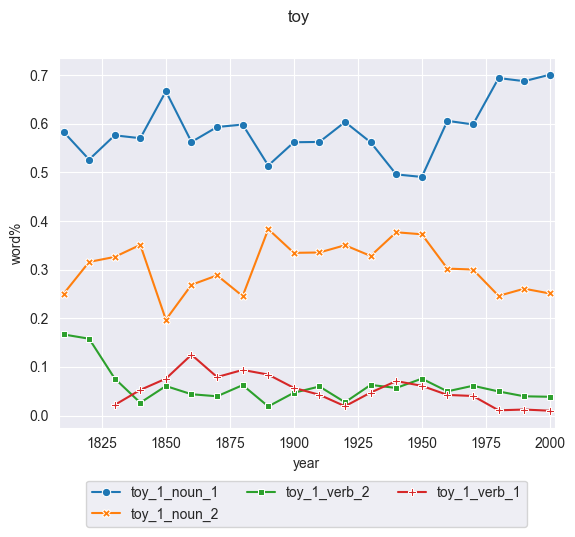 toy
0.7
0.6
0.5
0.4
0.3
0.2
0.1
0.0
word%
1825 1850 1875 1900 1925 1950 1975 2000
year
toy_1_noun_1 toy_1_verb_2 toy_1_verb_1
toy_1_noun_2